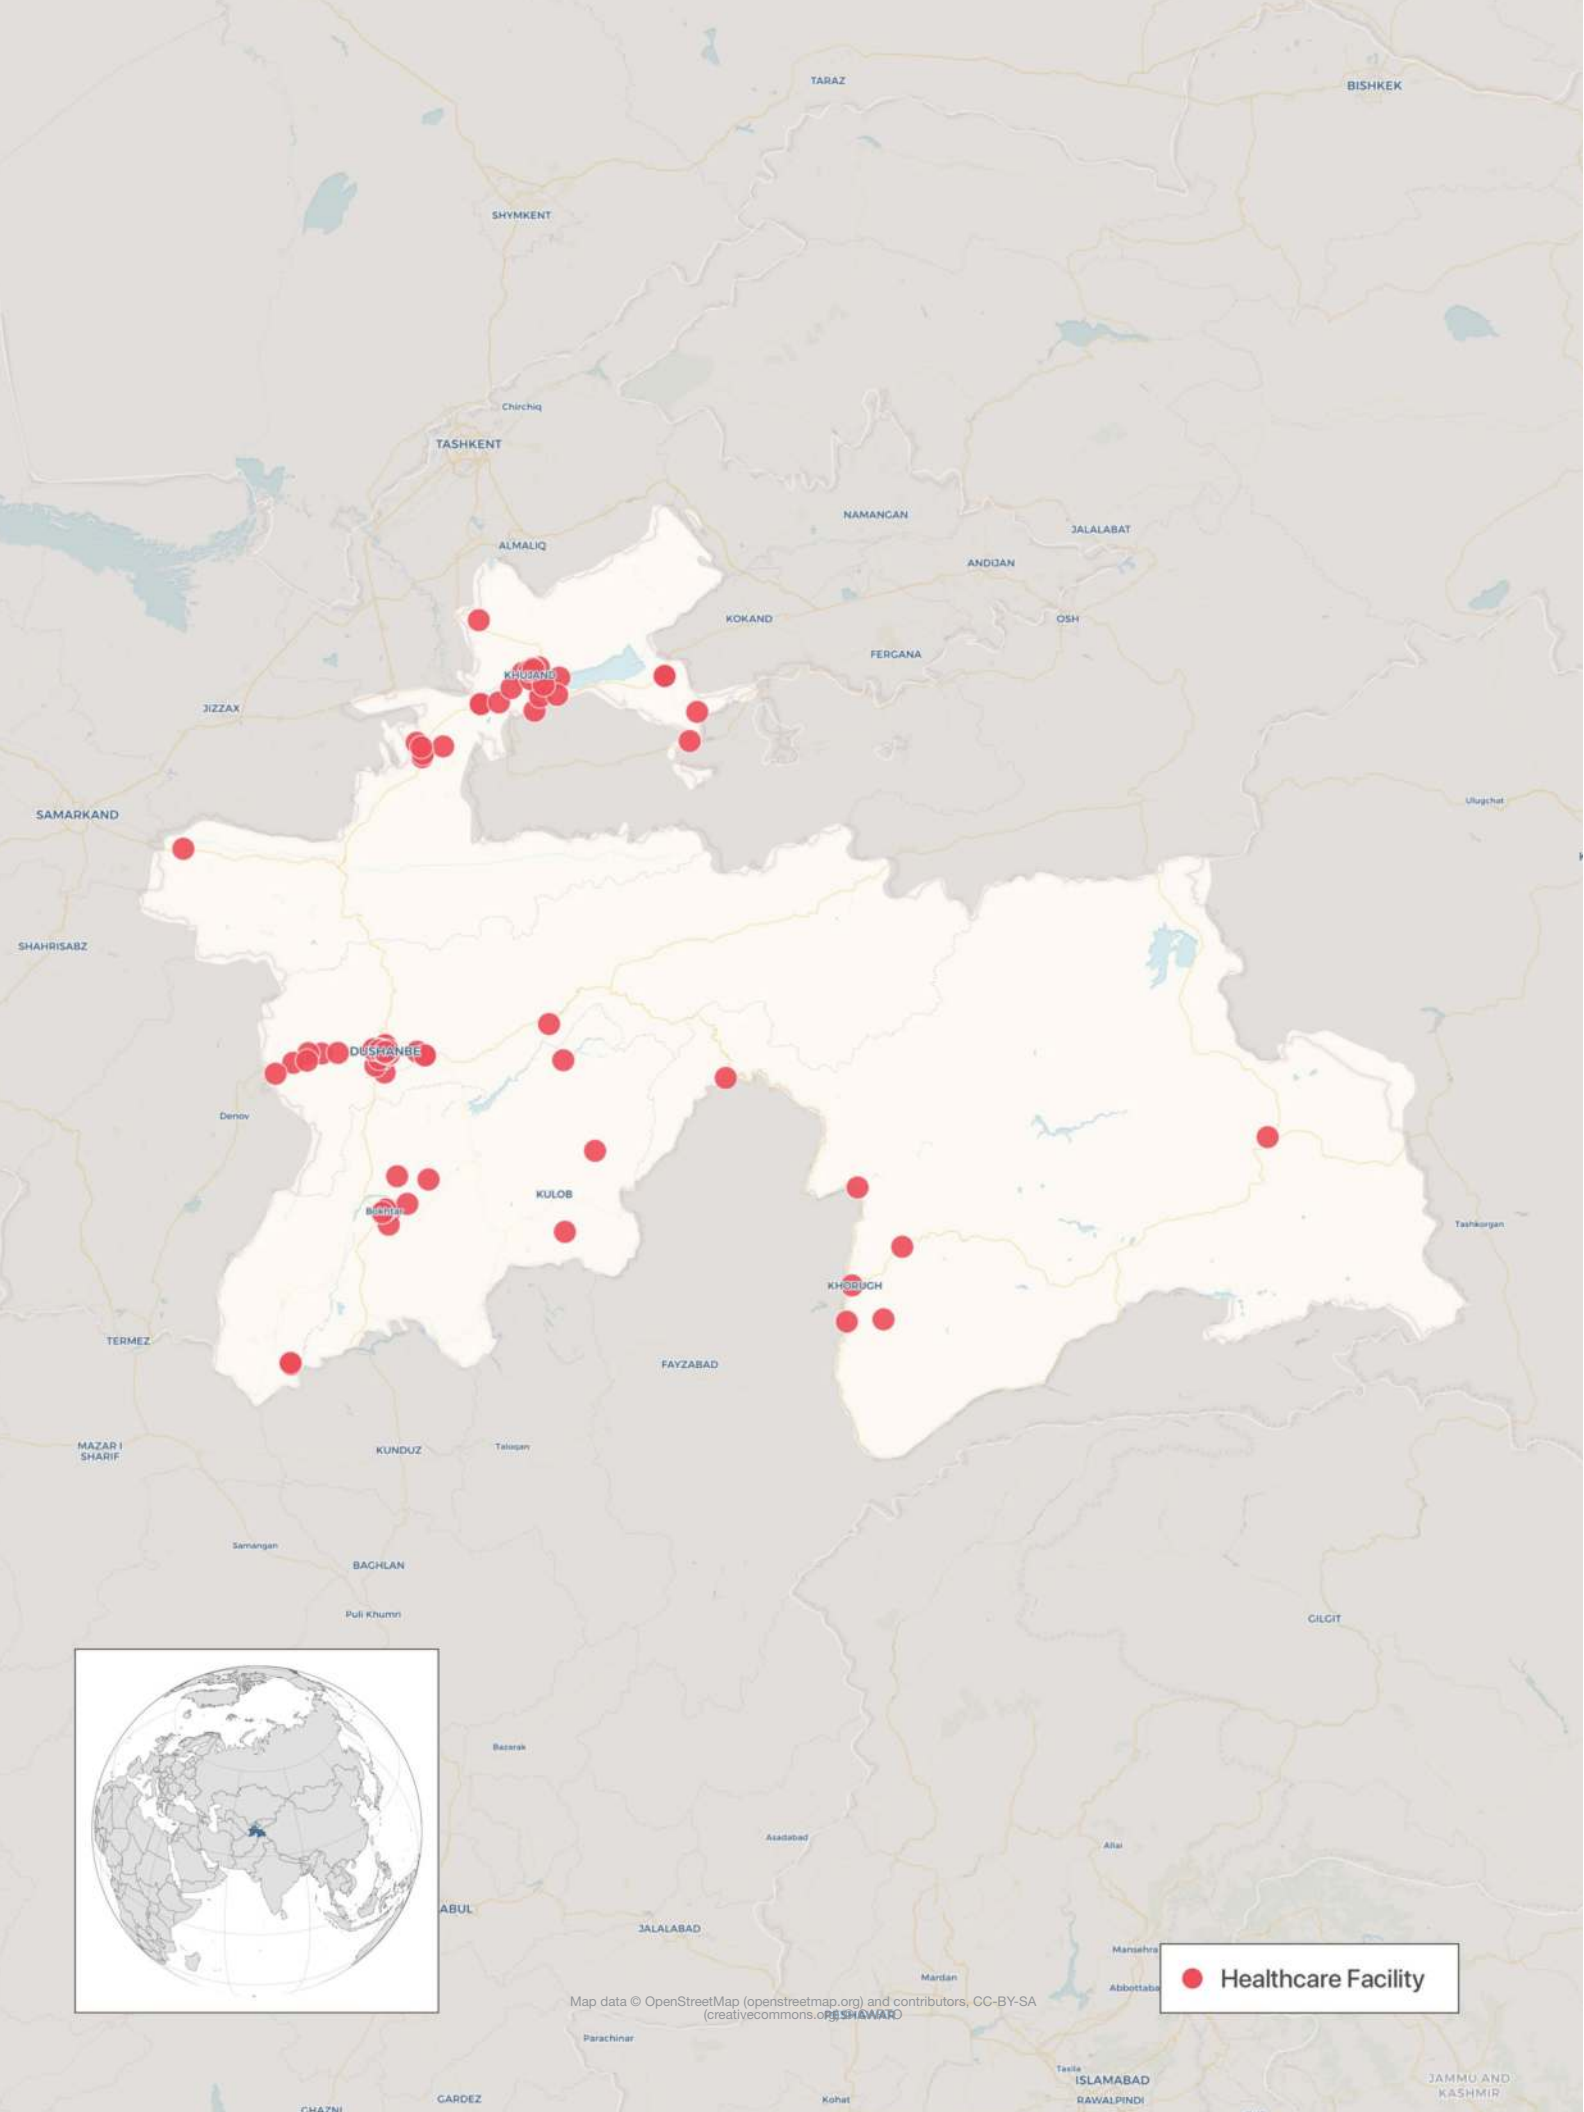 TARAZ
BISHKEK
SHYMKENT
Chirchiq
TASHKENT
NAMANGAN
JALALABAT
ALMALIQ
ANDIJAN
KOKAND
OSH
FERGANA
KHUJAND
JIZZAX
Ulugchat
SAMARKAND
SHAHRISABZ
DUSHANBE
Denov
KULOB
Bokhtar
Tashkorgan
KHORUGH
TERMEZ
FAYZABAD
MAZAR I
SHARIF
KUNDUZ
Taloqan
Samangan
BAGHLAN
Puli Khumri
GILGIT
Bazarak
Asadabad
Allai
ABUL
JALALABAD
Mansehra
Mardan
Abbottaba
Healthcare Facility
Map data © OpenStreetMap (openstreetmap.org) and contributors, CC-BY-SA
(creativecommons.org)
PESHAWAR
Parachinar
Taxila
ISLAMABAD
RAWALPINDI
JAMMU AND
KASHMIR
GARDEZ
Kohat
GHAZNI